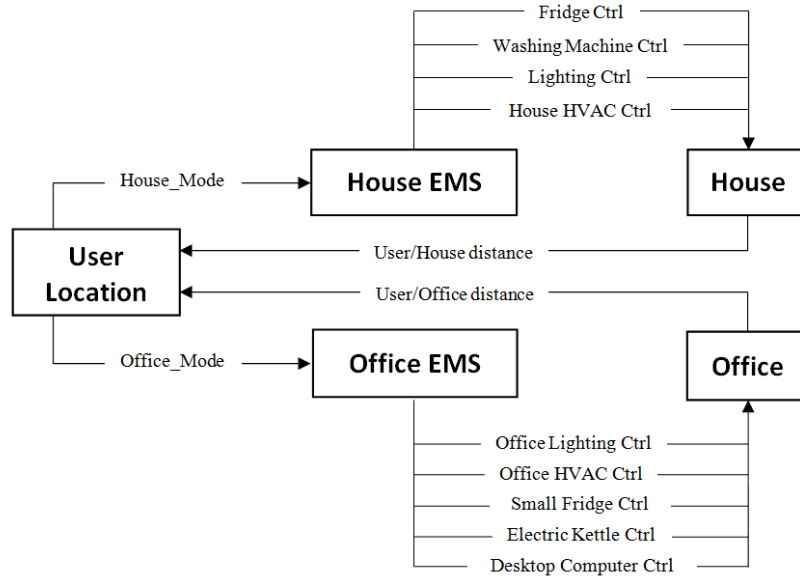 Fridge Ctrl
Washing Machine Ctrl
Lighting Ctrl
House HVAC Ctrl
House_Mode
House EMS
House
User
Location
User/House distance
User/Office distance
Office_Mode
Office EMS
Office
Office Lighting Ctrl
Office HVAC Ctrl
Small Fridge Ctrl
Electric Kettle Ctrl
Desktop Computer Ctrl